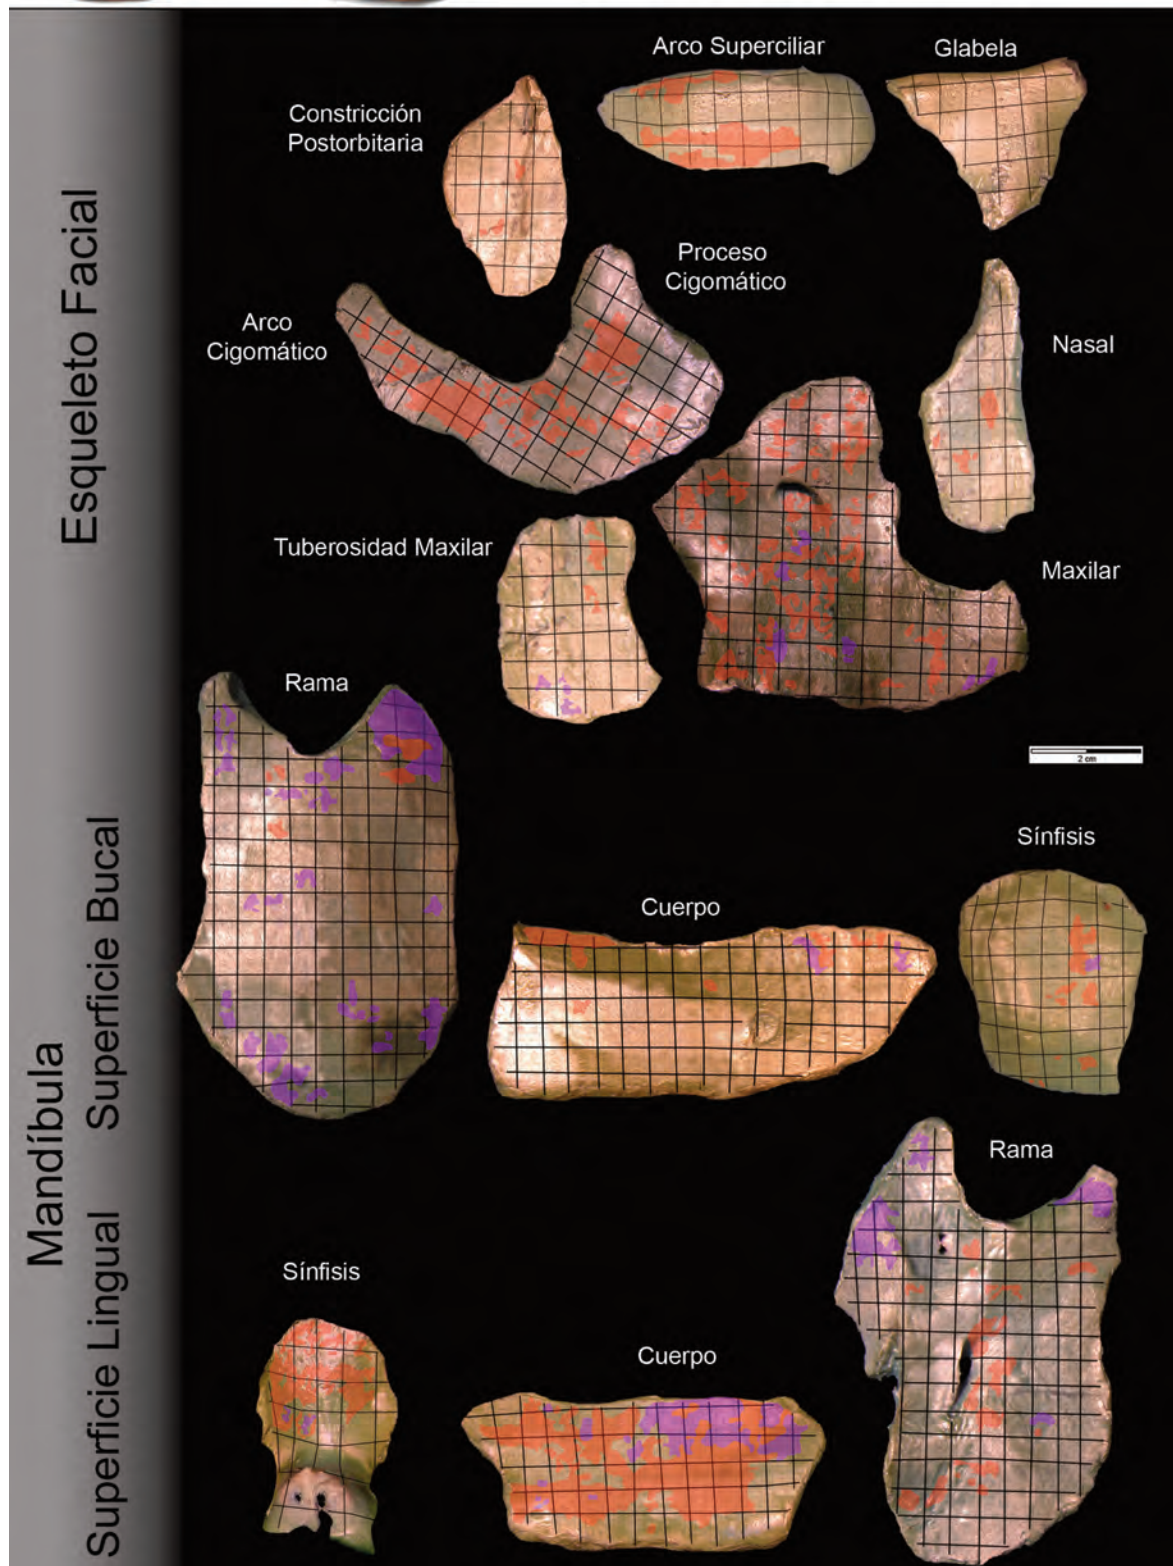 Arco Superciliar
Glabela
Constricción
Postorbitaria
Proceso
Cigomático
Arco
Cigomático
Nasal
Tuberosidad Maxilar
Maxilar
Esqueleto Facial
Rama
2 cm
Sínfisis
Cuerpo
Mandíbula
Superficie Bucal
Rama
Sínfisis
Cuerpo
Superficie Lingual